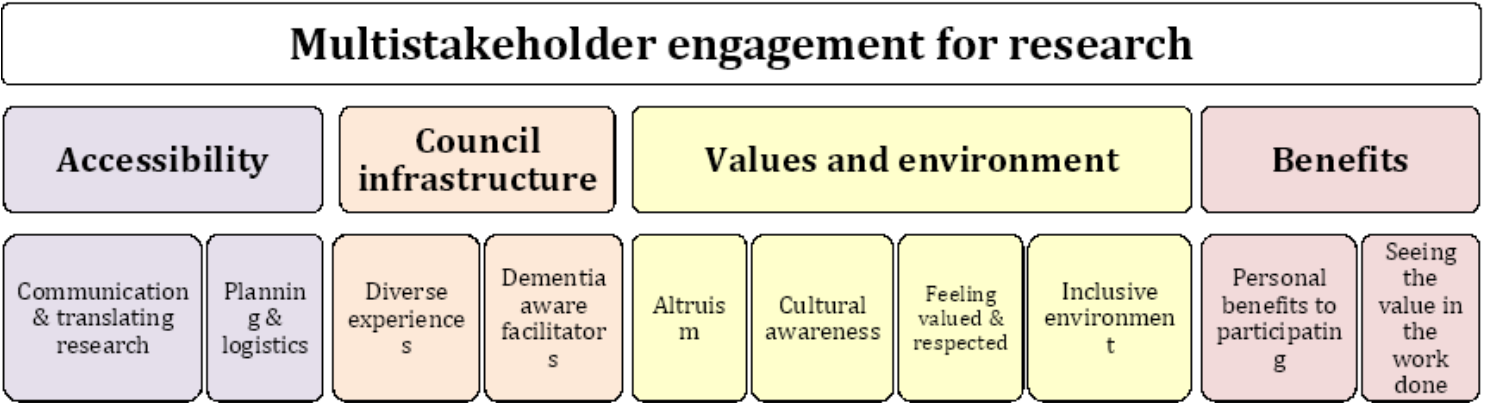 Multistakeholder engagement for research
Accessibility
Council
infrastructure
Values and environment
Benefits
Communication
& translating
research
Plannin
g &
logistics
Diverse
experience
s
Dementia
aware
facilitator
s
Altruis
m
Cultural
awareness
Feeling
valued &
respected
Inclusive
environmen
t
Personal
benefits to
participatin
g
Seeing
the
value in
the
work
done